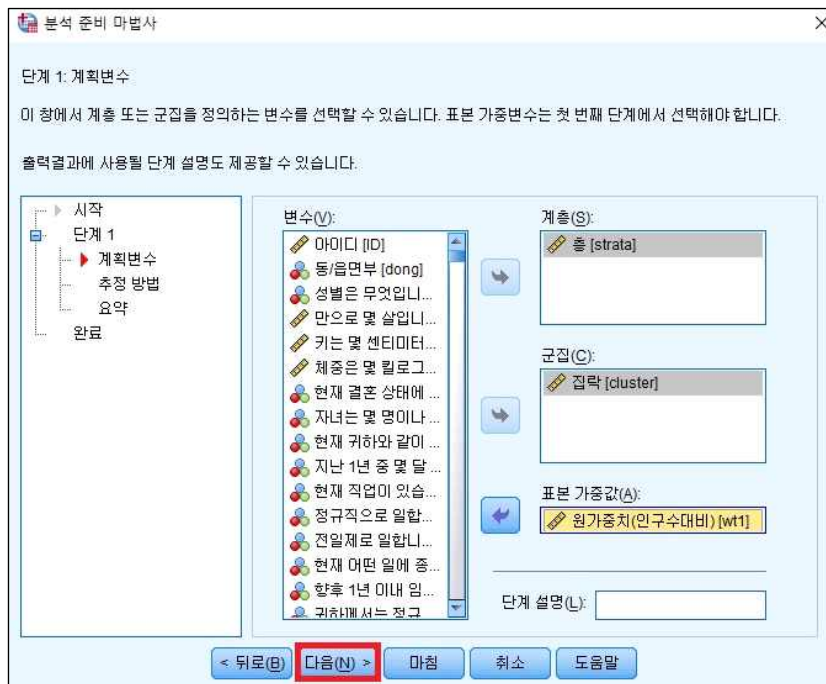 분석 준비 마법사
단계 1: 계획변수
이 창에서 계층 또는 군집을 정의하는 변수를 선택할 수 있습니다. 표본 가중변수는 첫 번째 단계에서 선택해야 합니다.
출력결과에 사용될 단계 설명도 제공할 수 있습니다.
시작
단계 1
계획변수
추정 방법
요약
완료
변수(V):
아이디 [ID]
동/읍면부 [dong]
성별은 무엇입니...
만으로 몇 살입니...
키는 몇 센티미터...
체중은 몇 킬로그...
현재 결혼 상태에 ...
자녀는 몇 명이나 ...
현재 귀하와 같이 ...
지난 1년 중 몇 달 ...
현재 직업이 있습...
정규직으로 일합...
전일제로 일합니...
현재 어떤 일에 종...
향후 1년 이내 임...
귀하께서는 정규...
계층(S):
층 [strata]
군집(C):
집락 [cluster]
표본 가중값(A):
원가중치(인구수대비) [wt1]
단계 설명(L):
< 뒤로(B)
다음(N) >
마침
취소
도움말